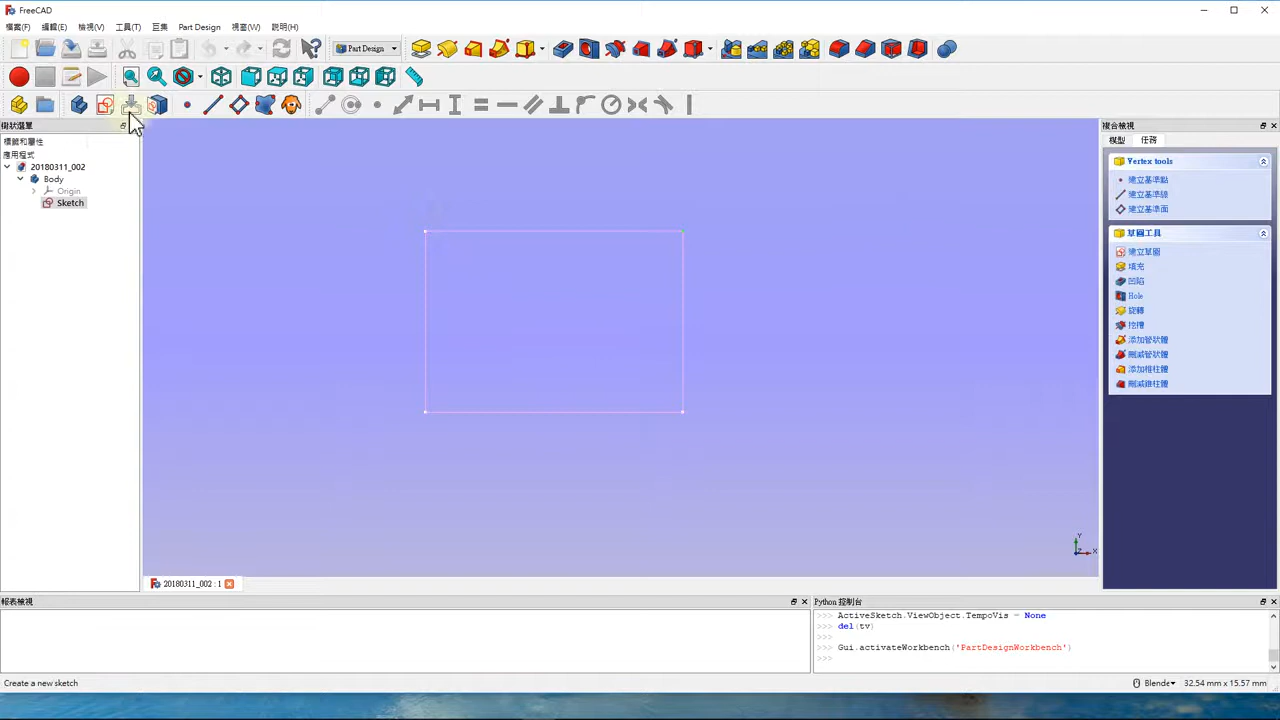 FreeCAD
檔案(F) 編輯(E) 檢視(V) 工具(T) 巨集 Part Design 視窗(W) 說明(H)
Part Design
樹狀選單
標籤和屬性
應用程式
20180311_002
Body
Origin
Sketch
複合檢視
模型 任務
Vertex tools
建立基準點
建立基準線
建立基準面
草圖工具
建立草圖
填充
凹陷
Hole
旋轉
挖槽
添加管狀體
刪減管狀體
添加椎柱體
刪減錐柱體
Y
X
20180311_002 : 1
報表檢視
Python 控制台
>>> ActiveSketch.ViewObject.TempoVis = None
>>> del(tv)
>>>
>>> Gui.activateWorkbench('PartDesignWorkbench')
>>>
Create a new sketch
Blende 32.54 mm x 15.57 mm